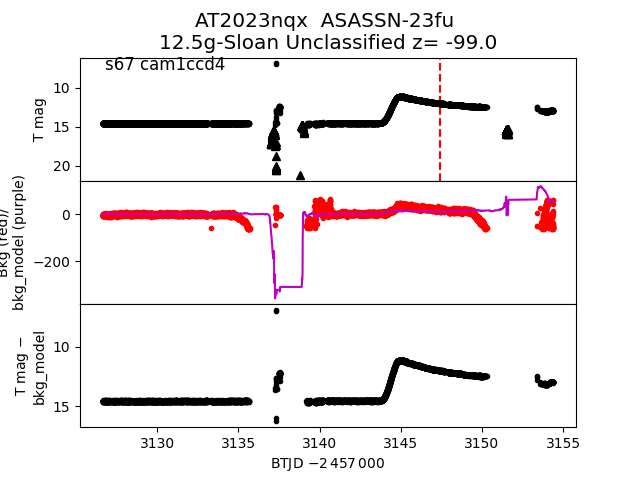 AT2023nqx  ASASSN-23fu
12.5g-Sloan Unclassified z= -99.0
s67 cam1ccd4
T mag
10
15
20
Bkg (red)/
bkg_model (purple)
0
−200
T mag −
bkg_model
10
15
3130
3135
3140
3145
3150
3155
BTJD −2 457 000